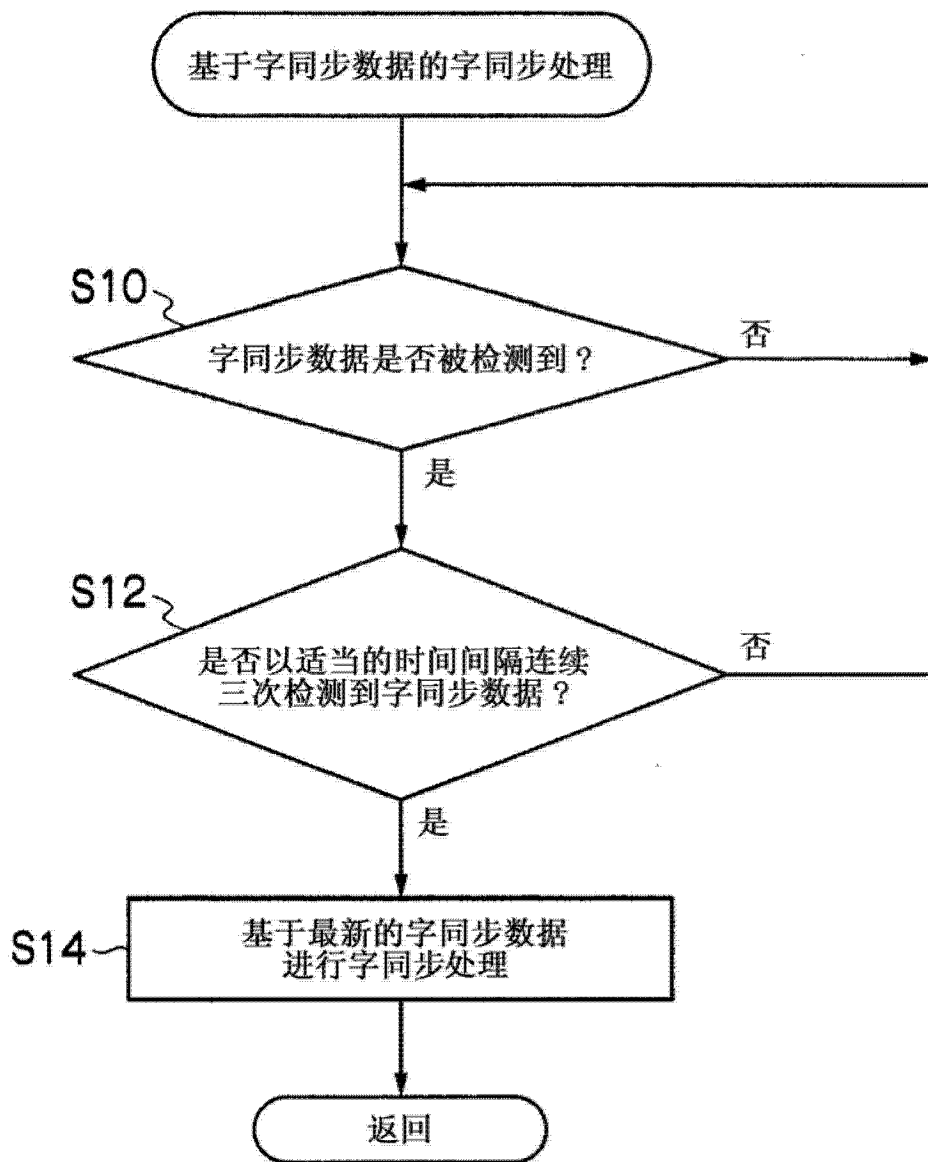 基于字同步数据的字同步处理
S10
字同步数据是否被检测到？
否
是
S12
是否以适当的时间间隔连续
三次检测到字同步数据？
否
是
S14
基于最新的字同步数据
进行字同步处理
返回